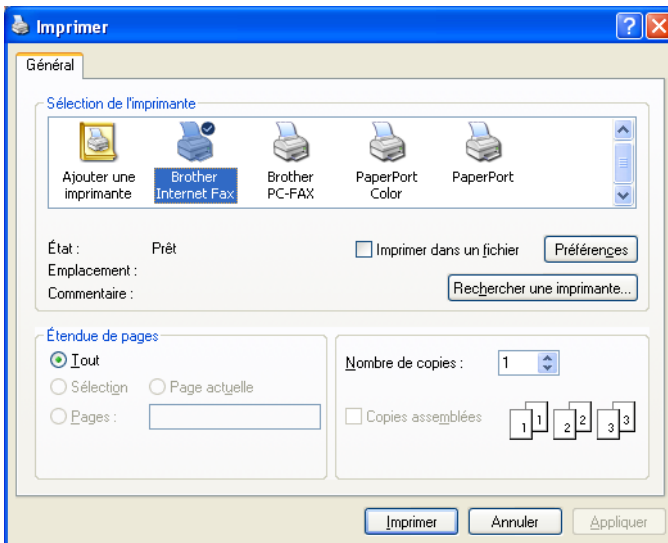 Imprimer
Général
Sélection de l'imprimante
Ajouter une imprimante
Brother Internet Fax
Brother PC-FAX
PaperPort Color
PaperPort
État : Prêt
Imprimer dans un fichier
Préférences
Emplacement :
Commentaire :
Rechercher une imprimante...
Étendue de pages
Tout
Sélection
Page actuelle
Pages :
Nombre de copies : 1
Copies assemblées
1 1 2 2 3 3
Imprimer
Annuler
Appliquer